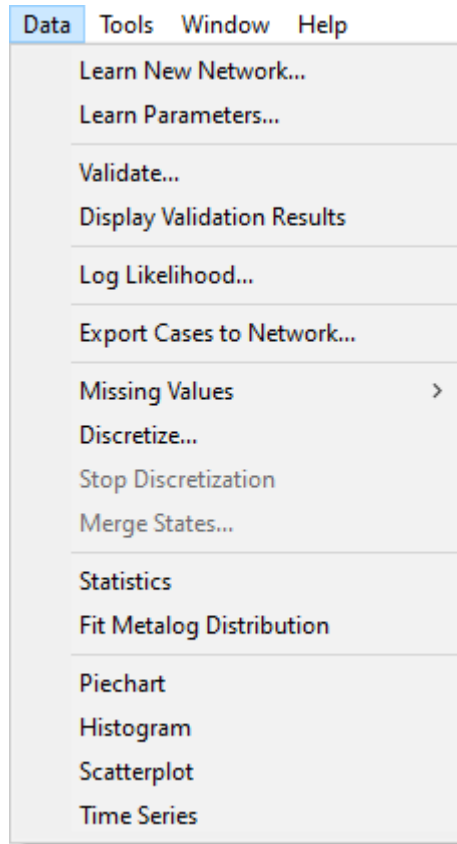 Data Tools Window Help
Learn New Network...
Learn Parameters...
Validate...
Display Validation Results
Log Likelihood...
Export Cases to Network...
Missing Values
Discretize...
Stop Discretization
Merge States...
Statistics
Fit Metalog Distribution
Piechart
Histogram
Scatterplot
Time Series